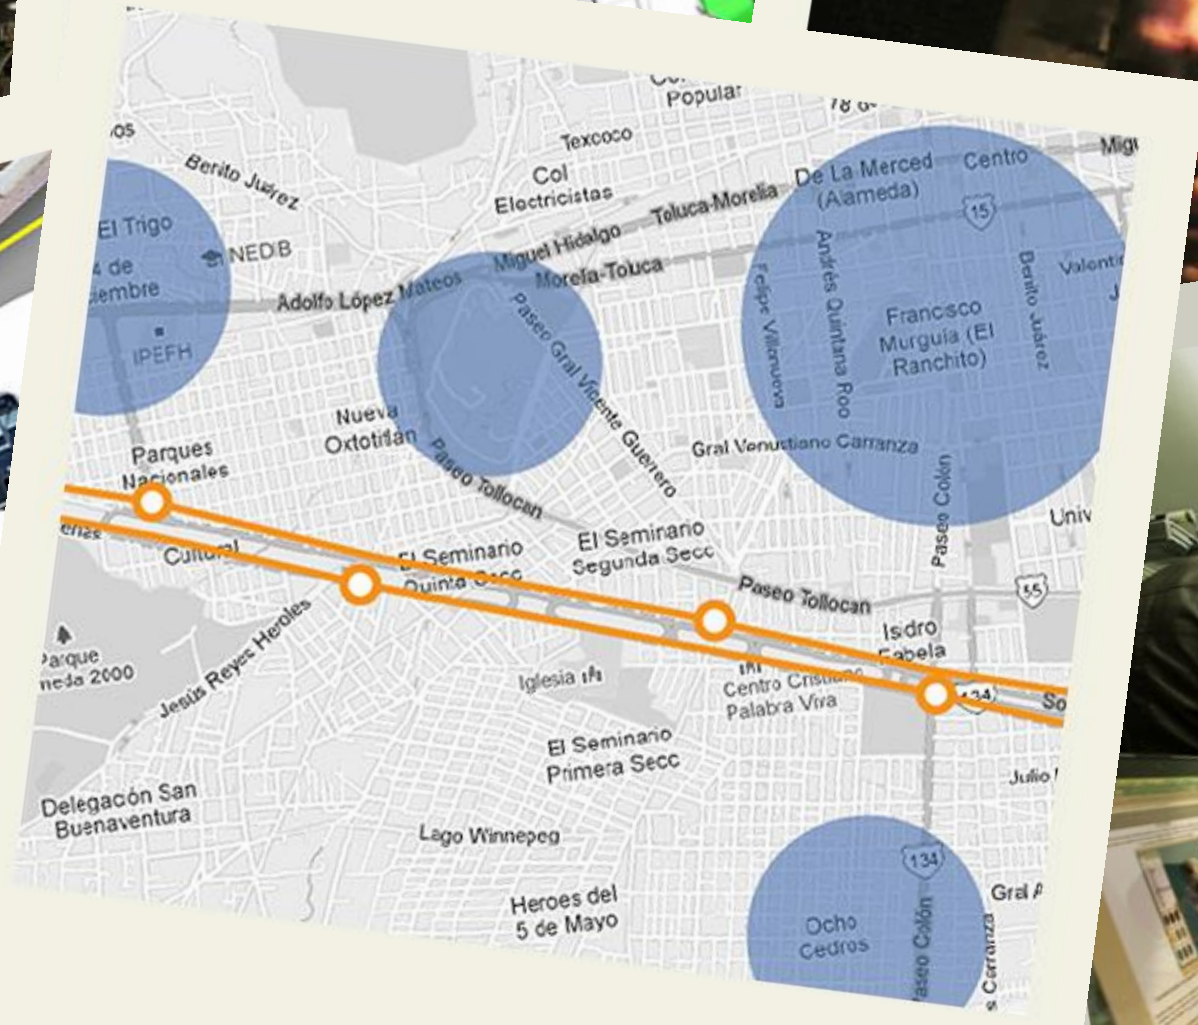 Popular
Texcoco
Col
Electricistas
De La Merced
(Alameda)
Centro
15
Benito Juárez
Toluca-Morelia
Miguel Hidalgo
Morelia-Toluca
El Trigo
NEDIB
4 de
Adolfo López Mateos
IPEFH
Paseo Gral Vicente Guerrero
Felipe Villanueva
Andrés Quintana Roo
Francisco
Murguía (El
Ranchito)
Benito Juárez
Nueva
Oxtotitlán
Gral Venustiano Carranza
Parques
Nacionales
Paseo Tollocan
Paseo Colón
Cultural
El Seminario
Quinta Secc
El Seminario
Segunda Secc
Paseo Tollocan
55
Isidro
Fabela
Jesús Reyes Heroles
Iglesia
Centro Cristiano
Palabra Viva
134
El Seminario
Primera Secc
Delegacón San
Buenaventura
Lago Winnepeg
134
Heroes del
5 de Mayo
Ocho
Cedros
Paseo Colón